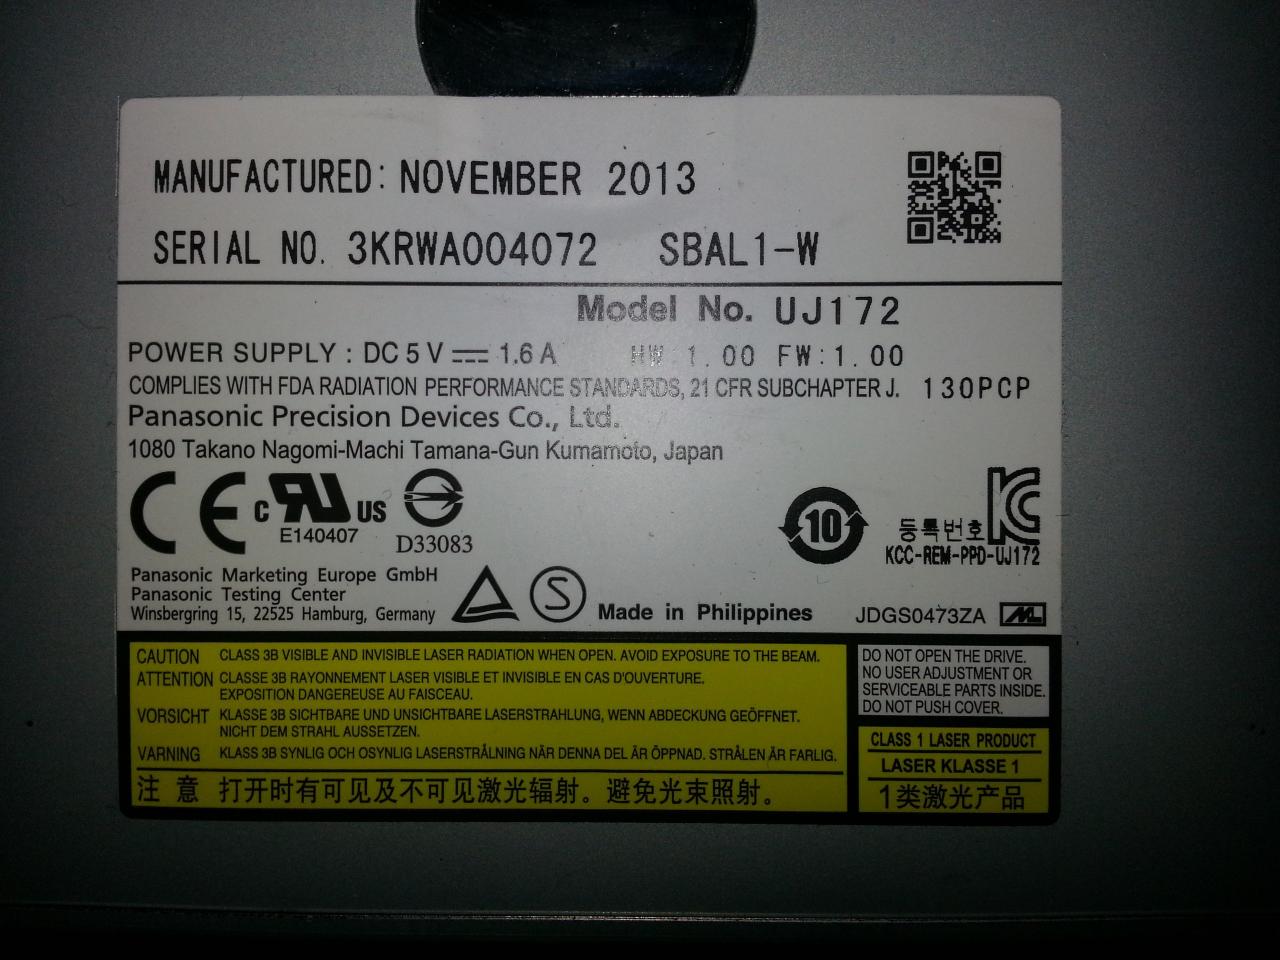 MANUFACTURED: NOVEMBER 2013
SERIAL NO. 3KRWA004072 SBAL1-W
Model No. UJ172
POWER SUPPLY : DC 5 V ⎓ 1.6 A HW:1.00 FW:1.00
COMPLIES WITH FDA RADIATION PERFORMANCE STANDARDS, 21 CFR SUBCHAPTER J. 130PCP
Panasonic Precision Devices Co., Ltd.
1080 Takano Nagomi-Machi Tamana-Gun Kumamoto, Japan
CE c RU US
E140407
D33083
10
등록번호 KC
KCC-REM-PPD-UJ172
Panasonic Marketing Europe GmbH
Panasonic Testing Center
Winsbergring 15, 22525 Hamburg, Germany
S
Made in Philippines
JDGS0473ZA ML
CAUTION CLASS 3B VISIBLE AND INVISIBLE LASER RADIATION WHEN OPEN. AVOID EXPOSURE TO THE BEAM.
ATTENTION CLASSE 3B RAYONNEMENT LASER VISIBLE ET INVISIBLE EN CAS D'OUVERTURE.
EXPOSITION DANGEREUSE AU FAISCEAU.
VORSICHT KLASSE 3B SICHTBARE UND UNSICHTBARE LASERSTRAHLUNG, WENN ABDECKUNG GEÖFFNET.
NICHT DEM STRAHL AUSSETZEN.
VARNING KLASS 3B SYNLIG OCH OSYNLIG LASERSTRÅLNING NÄR DENNA DEL ÄR ÖPPNAD. STRÅLEN ÄR FARLIG.
注 意 打开时有可见及不可见激光辐射。避免光束照射。
DO NOT OPEN THE DRIVE.
NO USER ADJUSTMENT OR
SERVICEABLE PARTS INSIDE.
DO NOT PUSH COVER.
CLASS 1 LASER PRODUCT
LASER KLASSE 1
1类激光产品